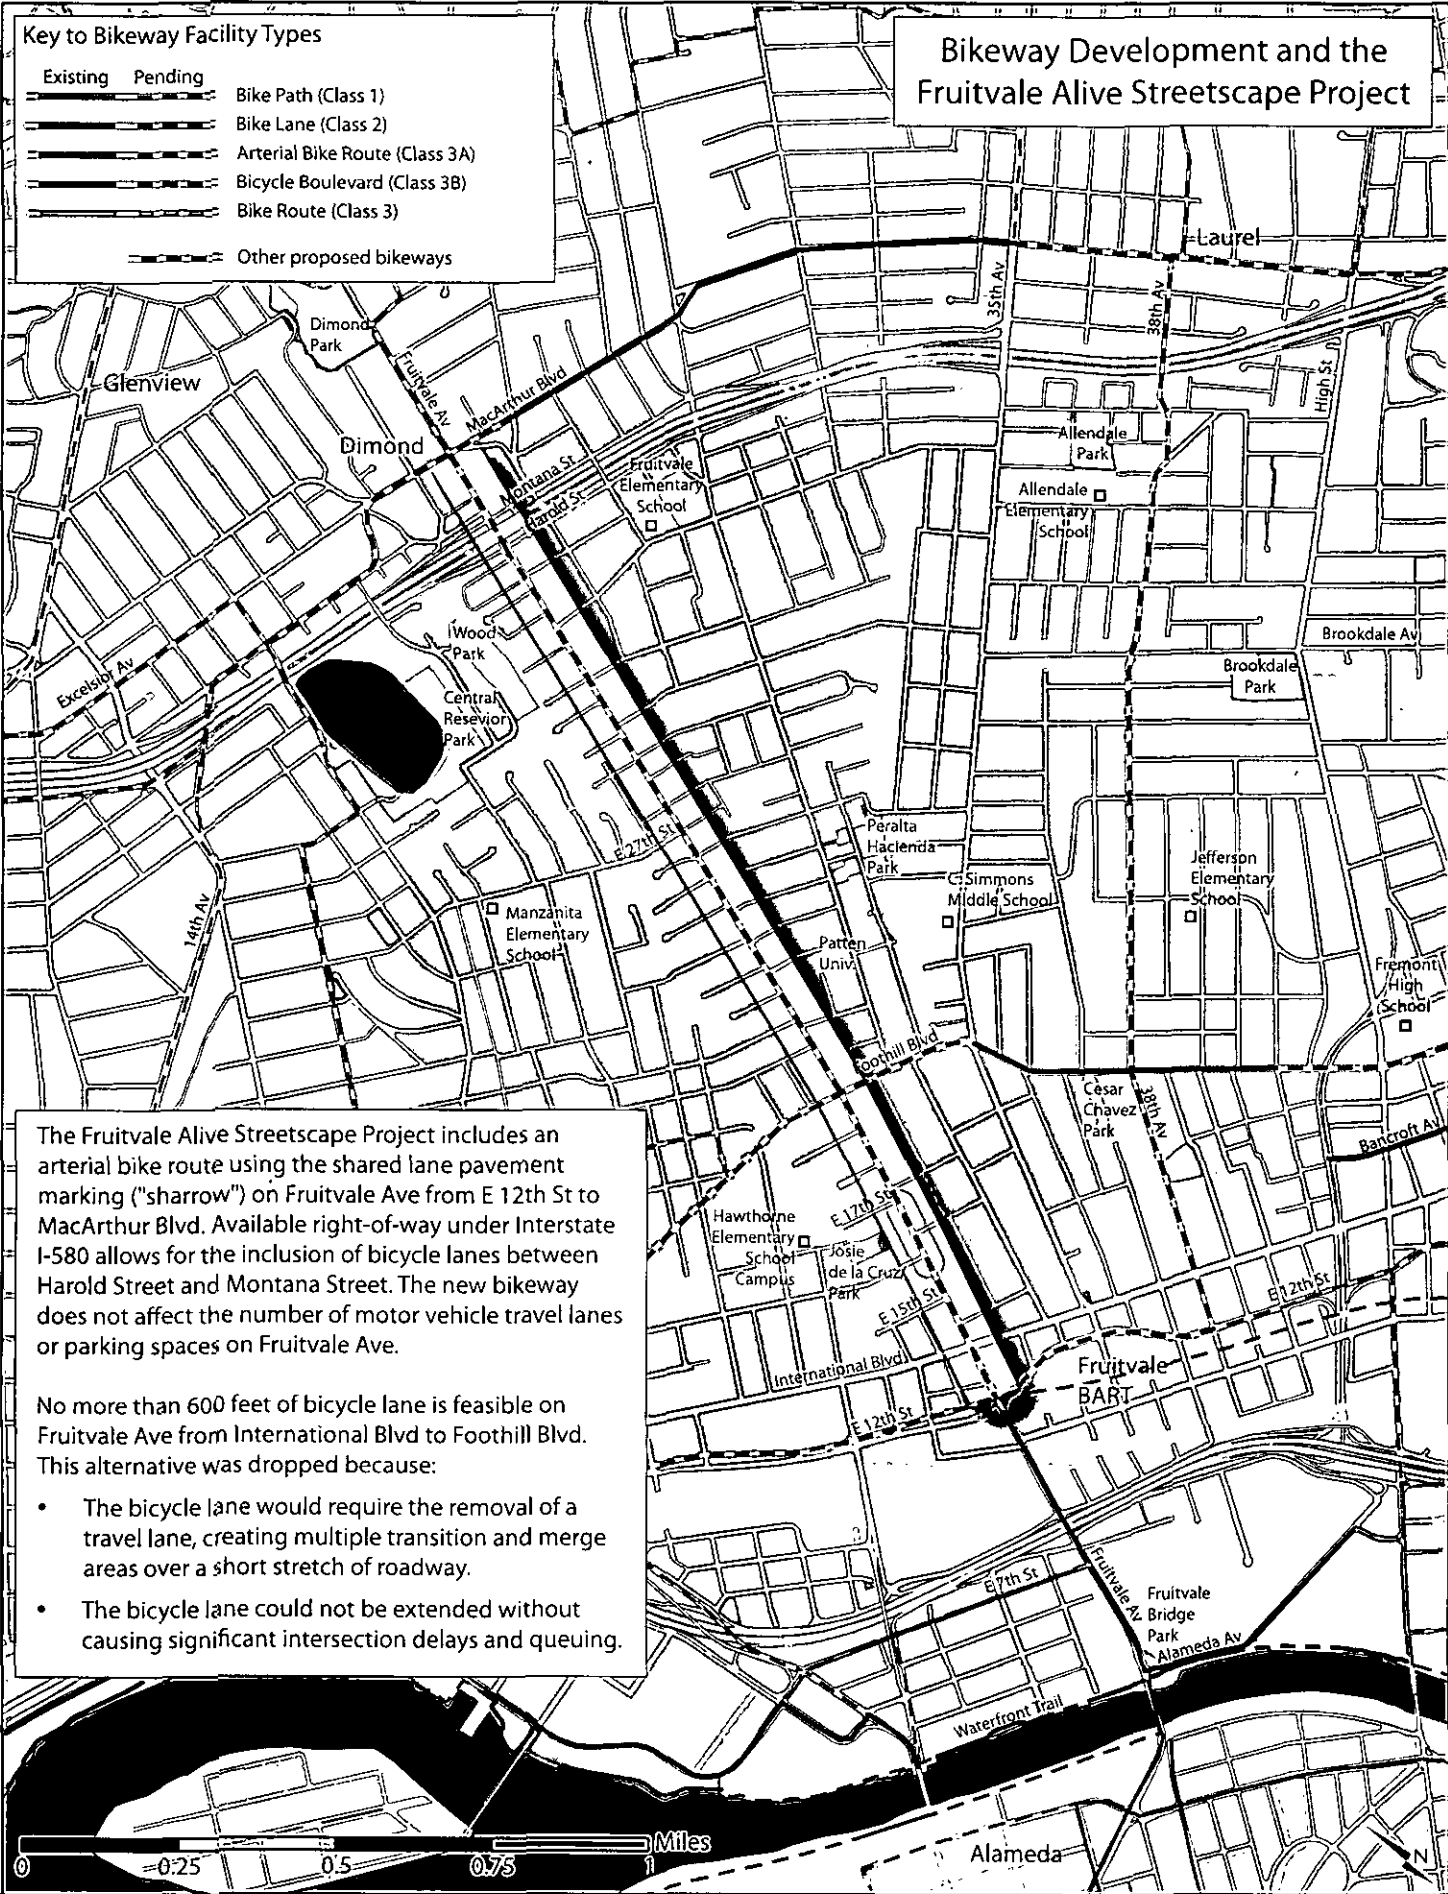 Key to Bikeway Facility Types
Existing Pending
Bike Path (Class 1)
Bike Lane (Class 2)
Arterial Bike Route (Class 3A)
Bicycle Boulevard (Class 3B)
Bike Route (Class 3)
Other proposed bikeways
Bikeway Development and the
Fruitvale Alive Streetscape Project
Laurel
35th Av
38th Av
High St
Dimond
Park
Glenview
Fruitvale Av
MacArthur Blvd
Dimond
Montana St
Harold St
Fruitvale
Elementary
School
Allendale
Park
Allendale
Elementary
School
Wood
Park
Excelsior Av
Central
Resevior
Park
Brookdale Av
Brookdale
Park
E 27th St
Peralta
Hacienda
Park
C. Simmons
Middle School
Jefferson
Elementary
School
14th Av
Manzanita
Elementary
School
Patten
Univ.
Fremont
High
School
Foothill Blvd
Cesar
Chavez
Park
38th Av
Bancroft Av
The Fruitvale Alive Streetscape Project includes an
arterial bike route using the shared lane pavement
marking ("sharrow") on Fruitvale Ave from E 12th St to
MacArthur Blvd. Available right-of-way under Interstate
I-580 allows for the inclusion of bicycle lanes between
Harold Street and Montana Street. The new bikeway
does not affect the number of motor vehicle travel lanes
or parking spaces on Fruitvale Ave.
No more than 600 feet of bicycle lane is feasible on
Fruitvale Ave from International Blvd to Foothill Blvd.
This alternative was dropped because:
• The bicycle lane would require the removal of a
travel lane, creating multiple transition and merge
areas over a short stretch of roadway.
• The bicycle lane could not be extended without
causing significant intersection delays and queuing.
E 17th St
Hawthorne
Elementary
School
Campus
Josie
de la Cruz
Park
E 15th St
E 12th St
International Blvd
Fruitvale
BART
E 12th St
E 7th St
Fruitvale Av
Fruitvale
Bridge
Park
Alameda Av
Waterfront Trail
Alameda
Miles
0 0.25 0.5 0.75 1
N